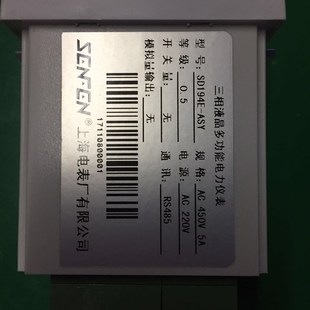 三相液晶多功能电力仪表
型号: SD194E-ASY 规格: AC 450V 5A
等级: 0.5 电源: AC 220V
开关量: 无 通讯: RS485
模拟量输出: 无
171108000001
SENTEN® 上海电表厂有限公司